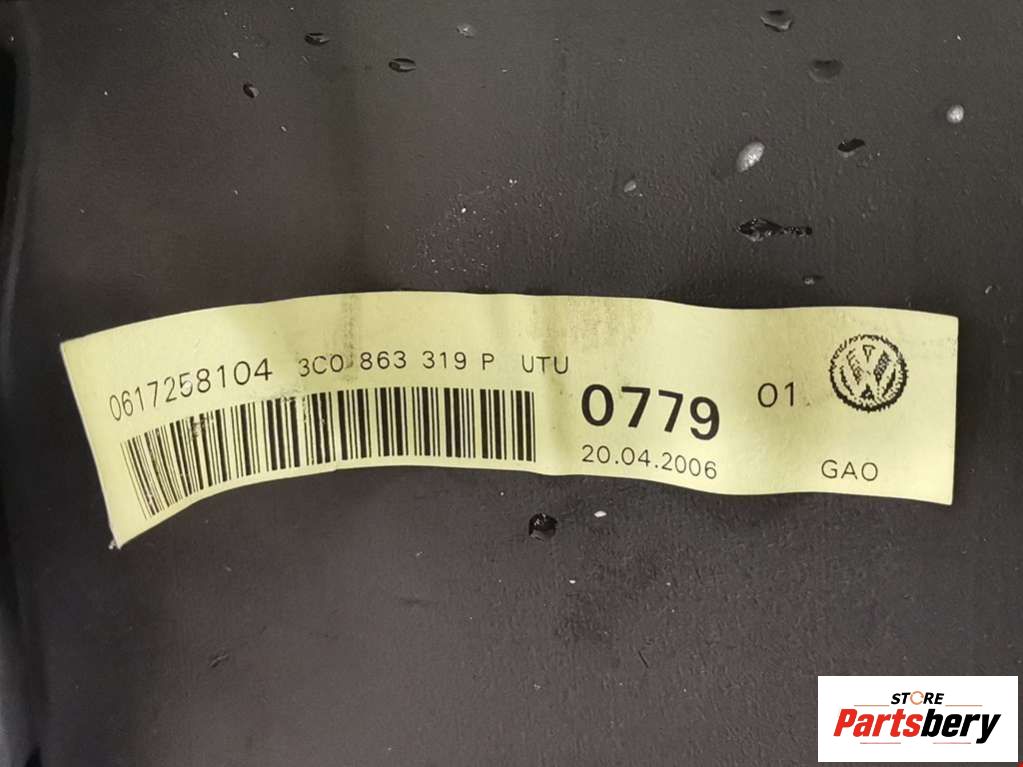 0617258104 3C0 863 319 P UTU
0779 01
20.04.2006 GAO
STORE
Partsbery